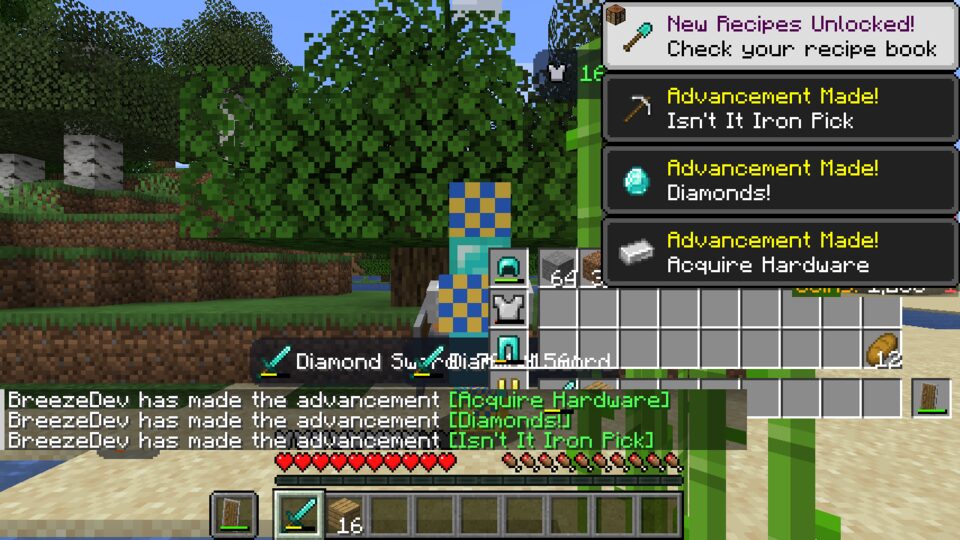 New Recipes Unlocked!
Check your recipe book
16
Advancement Made!
Isn't It Iron Pick
Advancement Made!
Diamonds!
Advancement Made!
Acquire Hardware
64
12
Diamond
BreezeDev has made the advancement [Acquire Hardware]
BreezeDev has made the advancement [Diamonds!]
BreezeDev has made the advancement [Isn't It Iron Pick]
16